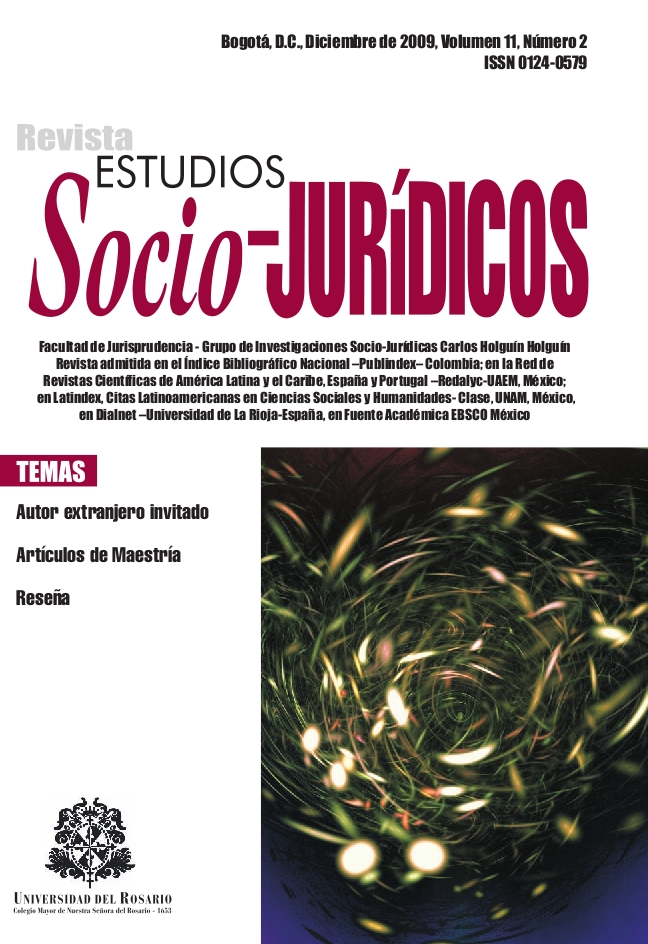 Bogotá, D.C., Diciembre de 2009, Volumen 11, Número 2
ISSN 0124-0579
Revista
ESTUDIOS
Socio-JURÍDICOS
Facultad de Jurisprudencia - Grupo de Investigaciones Socio-Jurídicas Carlos Holguín Holguín
Revista admitida en el Índice Bibliográfico Nacional –Publindex– Colombia; en la Red de
Revistas Científicas de América Latina y el Caribe, España y Portugal –Redalyc-UAEM, México;
en Latindex, Citas Latinoamericanas en Ciencias Sociales y Humanidades- Clase, UNAM, México,
en Dialnet –Universidad de La Rioja-España, en Fuente Académica EBSCO México
TEMAS
Autor extranjero invitado
Artículos de Maestría
Reseña
UNIVERSIDAD DEL ROSARIO
Colegio Mayor de Nuestra Señora del Rosario - 1653